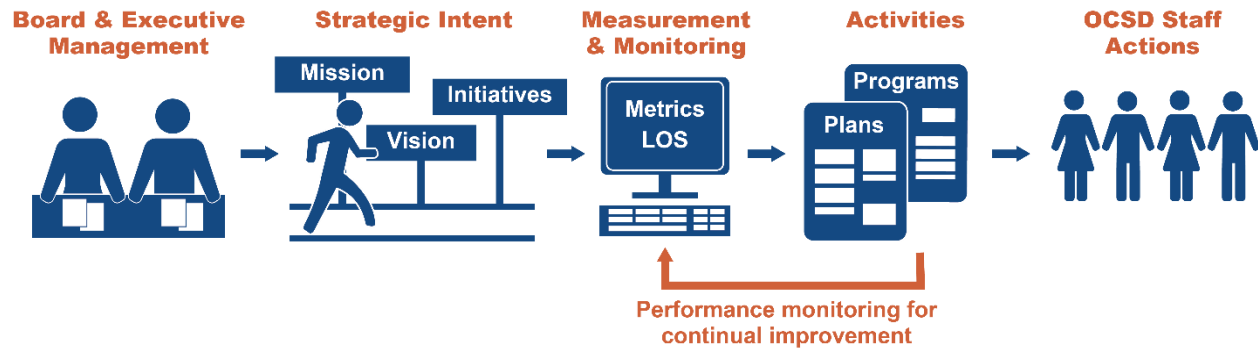 Board & Executive
Management
Strategic Intent
Measurement
& Monitoring
Activities
OCSD Staff
Actions
Mission
Initiatives
Vision
Metrics
LOS
Programs
Plans
Performance monitoring for
continual improvement